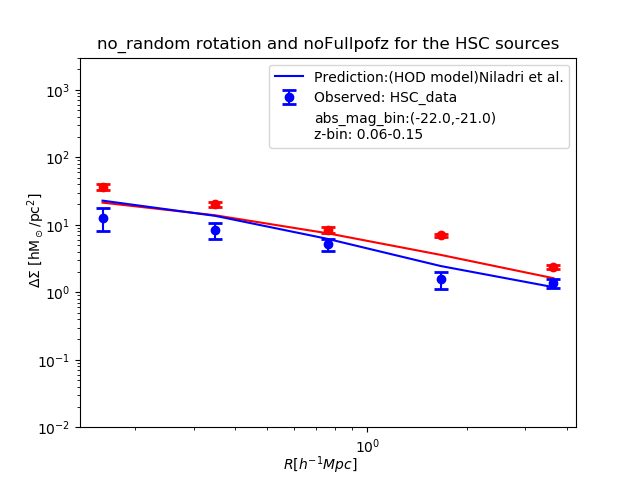 no_random rotation and noFullpofz for the HSC sources
Prediction:(HOD model)Niladri et al.
Observed: HSC_data
abs_mag_bin:(-22.0,-21.0)
z-bin: 0.06-0.15
ΔΣ [hM⊙/pc²]
10³
10²
10¹
10⁰
10⁻¹
10⁻²
10⁰
R[h⁻¹Mpc]